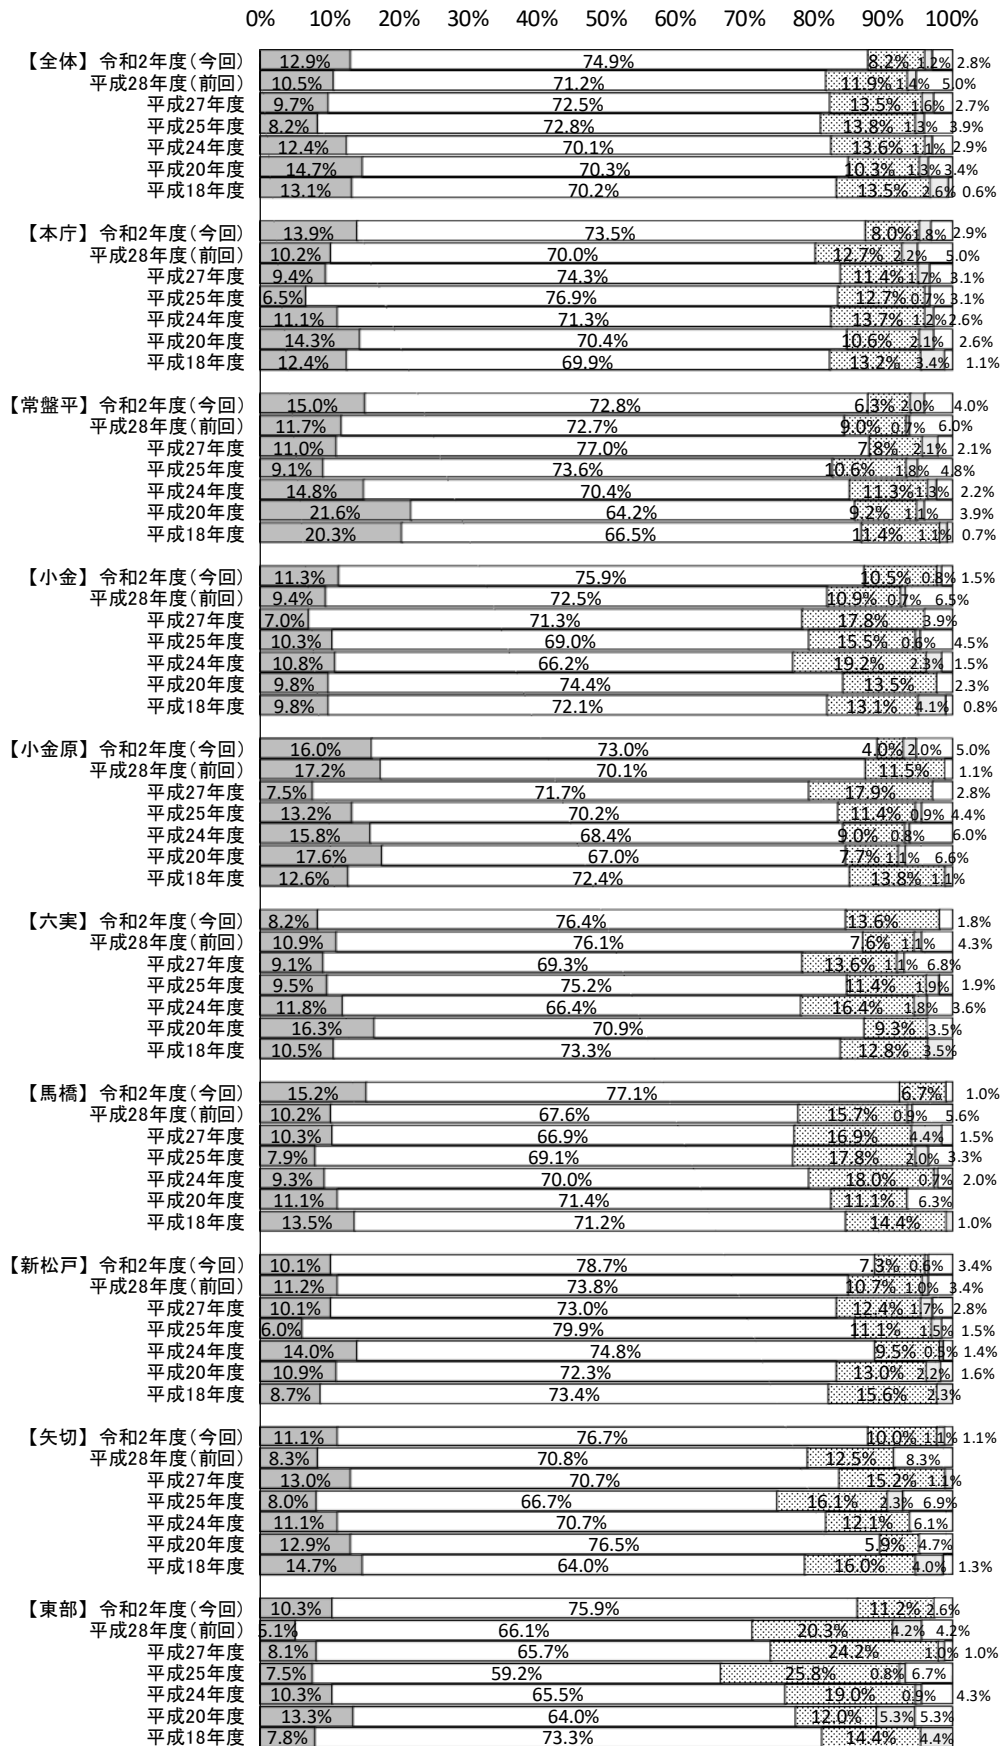 0% 10% 20% 30% 40% 50% 60% 70% 80% 90% 100%
【全体】令和2年度(今回) 12.9% 74.9% 8.2% 1.2% 2.8%
平成28年度(前回) 10.5% 71.2% 11.9% 1.4% 5.0%
平成27年度 9.7% 72.5% 13.5% 1.6% 2.7%
平成25年度 8.2% 72.8% 13.8% 1.3% 3.9%
平成24年度 12.4% 70.1% 13.6% 1.1% 2.9%
平成20年度 14.7% 70.3% 10.3% 1.3% 3.4%
平成18年度 13.1% 70.2% 13.5% 2.6% 0.6%
【本庁】令和2年度(今回) 13.9% 73.5% 8.0% 1.8% 2.9%
平成28年度(前回) 10.2% 70.0% 12.7% 2.2% 5.0%
平成27年度 9.4% 74.3% 11.4% 1.7% 3.1%
平成25年度 6.5% 76.9% 12.7% 0.7% 3.1%
平成24年度 11.1% 71.3% 13.7% 1.2% 2.6%
平成20年度 14.3% 70.4% 10.6% 2.1% 2.6%
平成18年度 12.4% 69.9% 13.2% 3.4% 1.1%
【常盤平】令和2年度(今回) 15.0% 72.8% 6.3% 2.0% 4.0%
平成28年度(前回) 11.7% 72.7% 9.0% 0.7% 6.0%
平成27年度 11.0% 77.0% 7.8% 2.1% 2.1%
平成25年度 9.1% 73.6% 10.6% 1.8% 4.8%
平成24年度 14.8% 70.4% 11.3% 1.3% 2.2%
平成20年度 21.6% 64.2% 9.2% 1.1% 3.9%
平成18年度 20.3% 66.5% 11.4% 1.1% 0.7%
【小金】令和2年度(今回) 11.3% 75.9% 10.5% 0.8% 1.5%
平成28年度(前回) 9.4% 72.5% 10.9% 0.7% 6.5%
平成27年度 7.0% 71.3% 17.8% 3.9%
平成25年度 10.3% 69.0% 15.5% 0.6% 4.5%
平成24年度 10.8% 66.2% 19.2% 2.3% 1.5%
平成20年度 9.8% 74.4% 13.5% 2.3%
平成18年度 9.8% 72.1% 13.1% 4.1% 0.8%
【小金原】令和2年度(今回) 16.0% 73.0% 4.0% 2.0% 5.0%
平成28年度(前回) 17.2% 70.1% 11.5% 1.1%
平成27年度 7.5% 71.7% 17.9% 2.8%
平成25年度 13.2% 70.2% 11.4% 0.9% 4.4%
平成24年度 15.8% 68.4% 9.0% 0.8% 6.0%
平成20年度 17.6% 67.0% 7.7% 1.1% 6.6%
平成18年度 12.6% 72.4% 13.8% 1.1%
【六実】令和2年度(今回) 8.2% 76.4% 13.6% 1.8%
平成28年度(前回) 10.9% 76.1% 7.6% 1.1% 4.3%
平成27年度 9.1% 69.3% 13.6% 1.1% 6.8%
平成25年度 9.5% 75.2% 11.4% 1.9% 1.9%
平成24年度 11.8% 66.4% 16.4% 1.8% 3.6%
平成20年度 16.3% 70.9% 9.3% 3.5%
平成18年度 10.5% 73.3% 12.8% 3.5%
【馬橋】令和2年度(今回) 15.2% 77.1% 6.7% 1.0%
平成28年度(前回) 10.2% 67.6% 15.7% 0.9% 5.6%
平成27年度 10.3% 66.9% 16.9% 4.4% 1.5%
平成25年度 7.9% 69.1% 17.8% 2.0% 3.3%
平成24年度 9.3% 70.0% 18.0% 0.7% 2.0%
平成20年度 11.1% 71.4% 11.1% 6.3%
平成18年度 13.5% 71.2% 14.4% 1.0%
【新松戸】令和2年度(今回) 10.1% 78.7% 7.3% 0.6% 3.4%
平成28年度(前回) 11.2% 73.8% 10.7% 1.0% 3.4%
平成27年度 10.1% 73.0% 12.4% 1.7% 2.8%
平成25年度 6.0% 79.9% 11.1% 1.5% 1.5%
平成24年度 14.0% 74.8% 9.5% 0.5% 1.4%
平成20年度 10.9% 72.3% 13.0% 2.2% 1.6%
平成18年度 8.7% 73.4% 15.6% 2.3%
【矢切】令和2年度(今回) 11.1% 76.7% 10.0% 1.1% 1.1%
平成28年度(前回) 8.3% 70.8% 12.5% 8.3%
平成27年度 13.0% 70.7% 15.2% 1.1%
平成25年度 8.0% 66.7% 16.1% 2.3% 6.9%
平成24年度 11.1% 70.7% 12.1% 6.1%
平成20年度 12.9% 76.5% 5.9% 4.7%
平成18年度 14.7% 64.0% 16.0% 4.0% 1.3%
【東部】令和2年度(今回) 10.3% 75.9% 11.2% 2.6%
平成28年度(前回) 5.1% 66.1% 20.3% 4.2% 4.2%
平成27年度 8.1% 65.7% 24.2% 1.0% 1.0%
平成25年度 7.5% 59.2% 25.8% 0.8% 6.7%
平成24年度 10.3% 65.5% 19.0% 0.9% 4.3%
平成20年度 13.3% 64.0% 12.0% 5.3% 5.3%
平成18年度 7.8% 73.3% 14.4% 4.4%